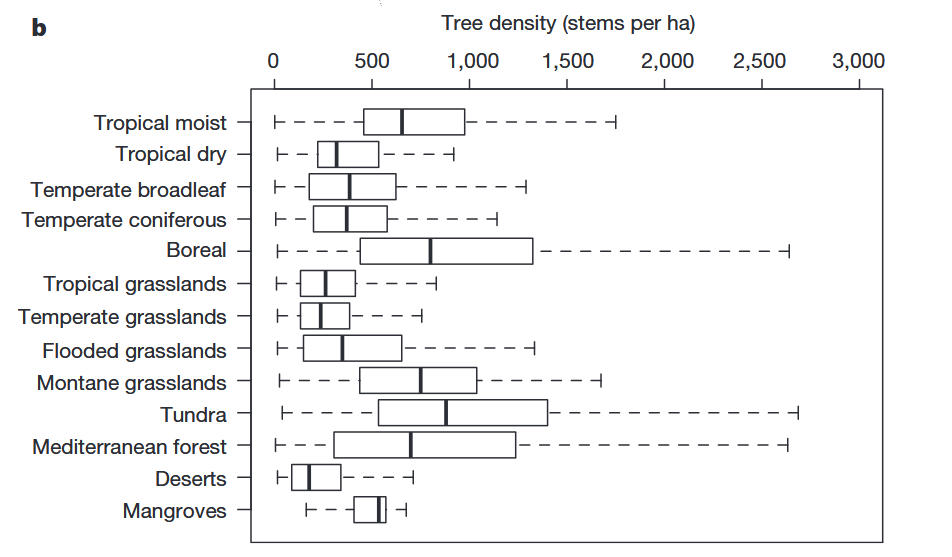 b
Tree density (stems per ha)
0 500 1,000 1,500 2,000 2,500 3,000
Tropical moist
Tropical dry
Temperate broadleaf
Temperate coniferous
Boreal
Tropical grasslands
Temperate grasslands
Flooded grasslands
Montane grasslands
Tundra
Mediterranean forest
Deserts
Mangroves